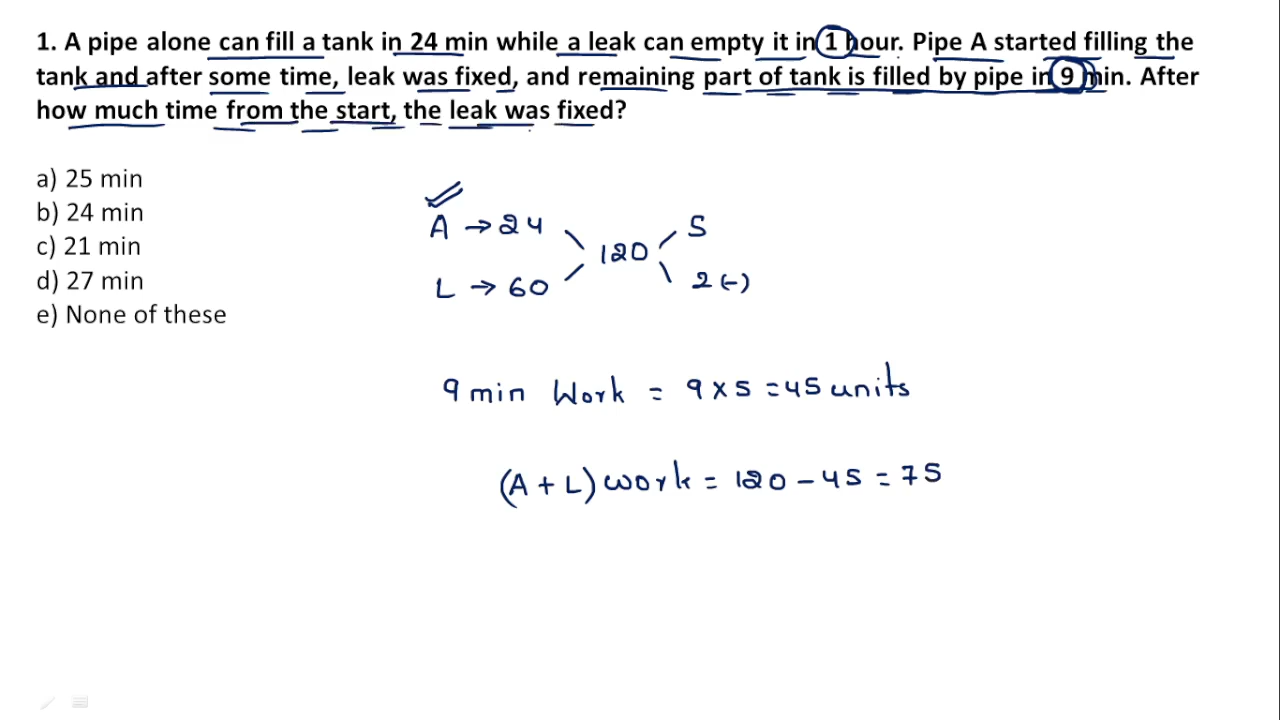 1. A pipe alone can fill a tank in 24 min while a leak can empty it in 1 hour. Pipe A started filling the
tank and after some time, leak was fixed, and remaining part of tank is filled by pipe in 9 min. After
how much time from the start, the leak was fixed?
a) 25 min
b) 24 min
c) 21 min
d) 27 min
e) None of these
A → 24
L → 60
120
5
2 (-)
9 min Work = 9 x 5 = 45 units
(A + L) work = 120 - 45 = 75